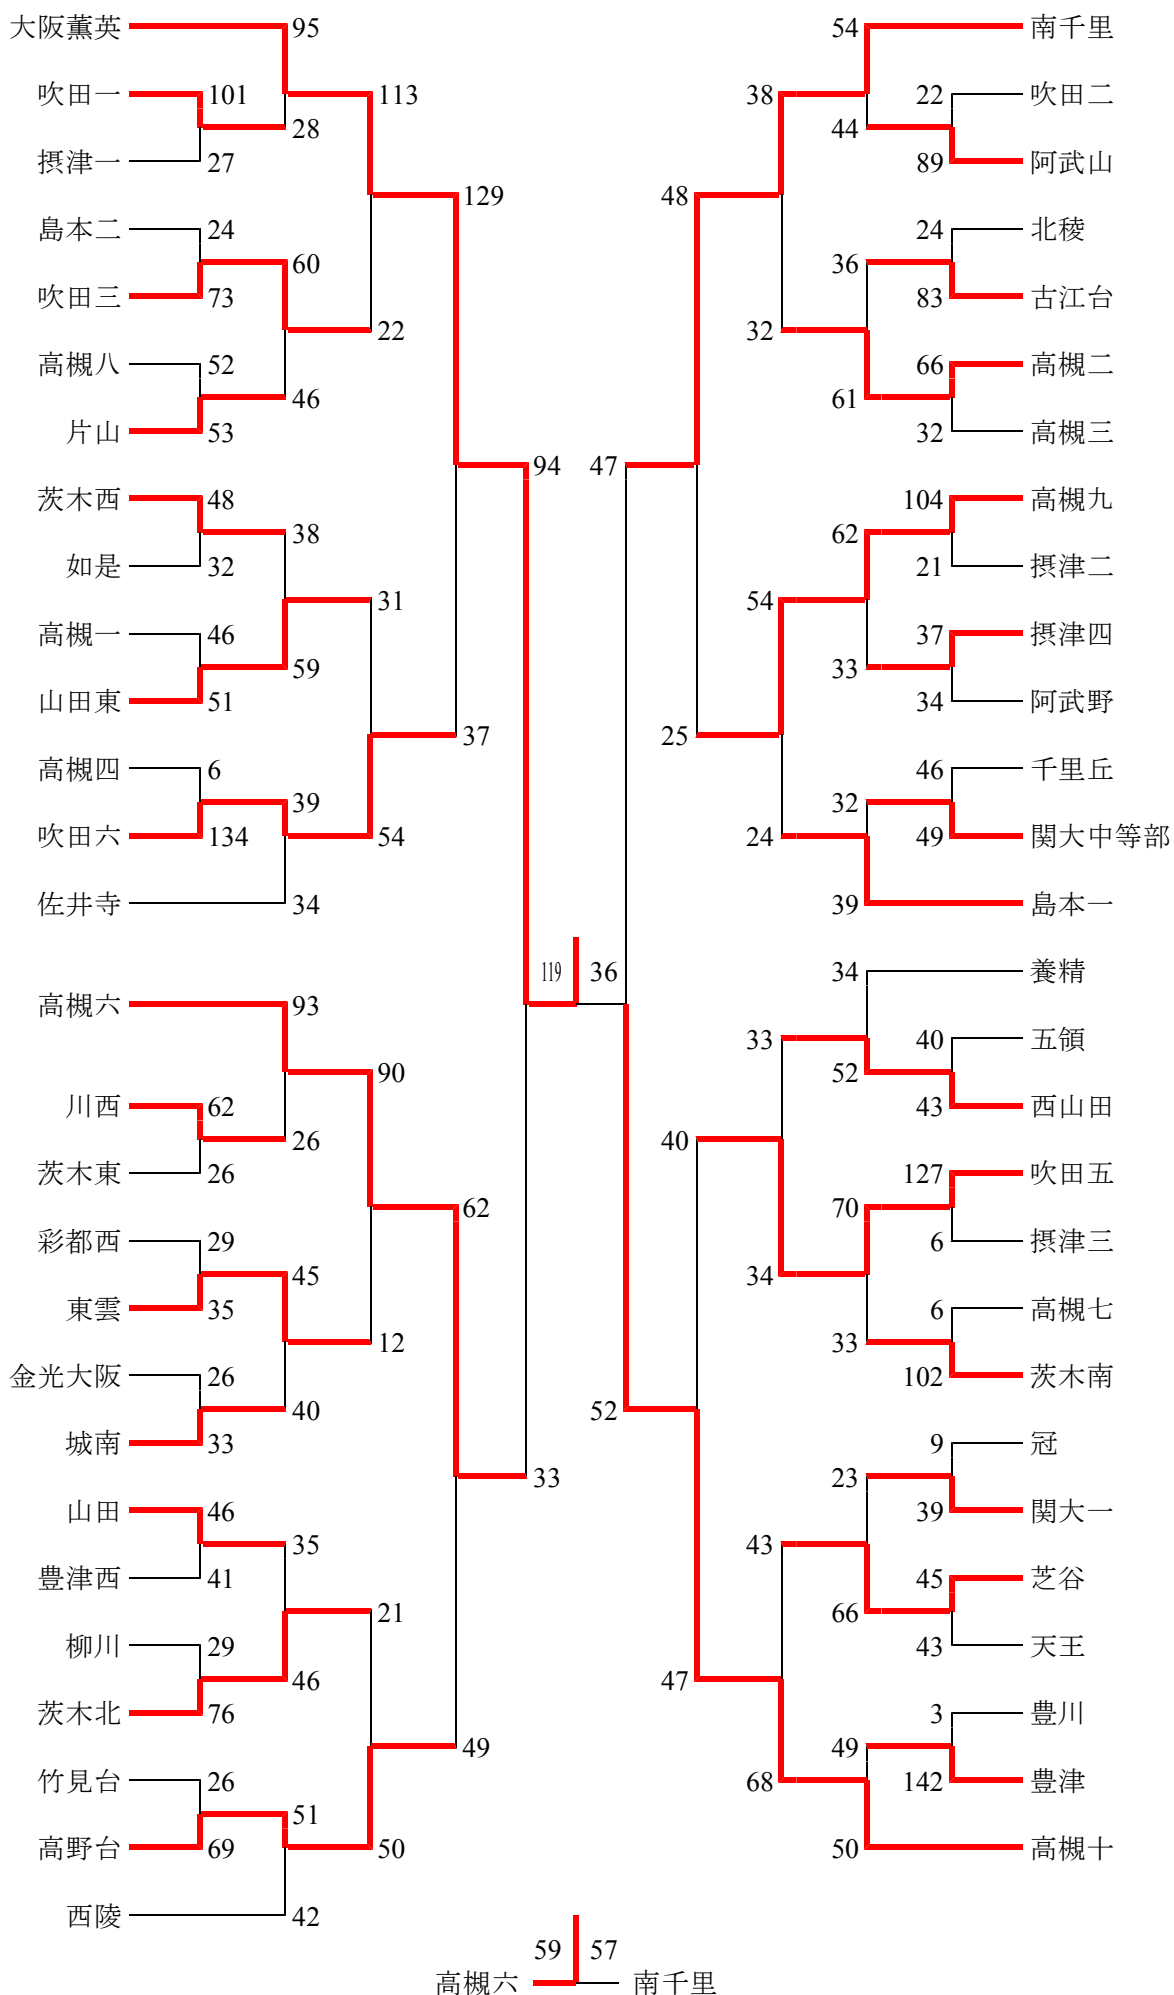 大阪薫英 95 54 南千里
吹田一 101 113 38 22 吹田二
28 44
摂津一 27 89 阿武山
129 48
島本二 24 24 北稜
60 36
吹田三 73 83 古江台
22 32
高槻八 52 66 高槻二
46 61
片山 53 32 高槻三
94 47
茨木西 48 104 高槻九
38 62
如是 32 21 摂津二
31 54
高槻一 46 37 摂津四
59 33
山田東 51 34 阿武野
37 25
高槻四 6 46 千里丘
39 32
吹田六 134 54 24 49 関大中等部
佐井寺 34 39 島本一
119 36 34 養精
高槻六 93
33 40 五領
90 52
川西 62 43 西山田
26 40
茨木東 26 127 吹田五
62 70
彩都西 29 6 摂津三
45 34
東雲 35 6 高槻七
12 33
金光大阪 26 102 茨木南
40 52
城南 33 9 冠
33 23
山田 46 39 関大一
35 43
豊津西 41 45 芝谷
21 66
柳川 29 43 天王
46 47
茨木北 76 3 豊川
49 49
竹見台 26 68 142 豊津
51
高野台 69 50 50 高槻十
西陵 42
59 57
高槻六 南千里